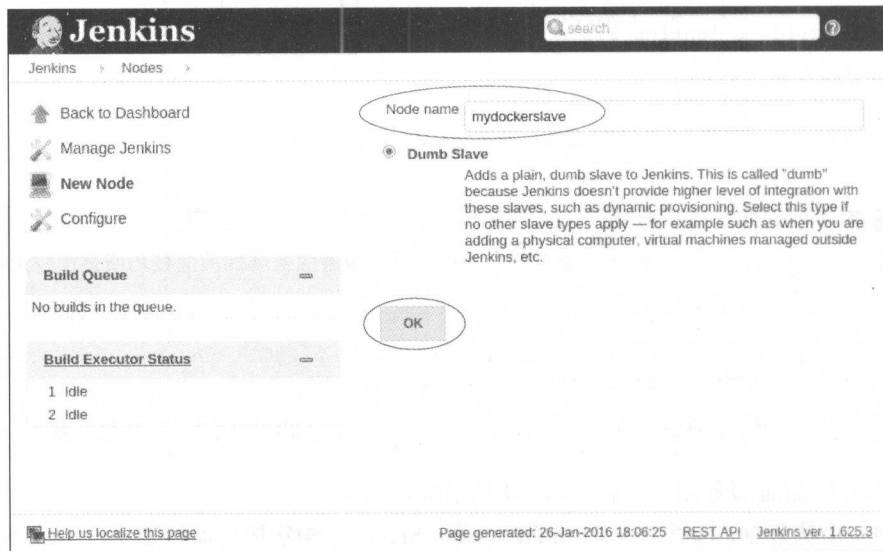 Jenkins
search
Jenkins
Nodes
Back to Dashboard
Manage Jenkins
New Node
Configure
Build Queue
No builds in the queue.
Build Executor Status
1 Idle
2 Idle
Node name
mydockerslave
Dumb Slave
Adds a plain, dumb slave to Jenkins. This is called "dumb"
because Jenkins doesn't provide higher level of integration with
these slaves, such as dynamic provisioning. Select this type if
no other slave types apply — for example such as when you are
adding a physical computer, virtual machines managed outside
Jenkins, etc.
OK
Help us localize this page
Page generated: 26-Jan-2016 18:06:25 REST API Jenkins ver. 1.625.3